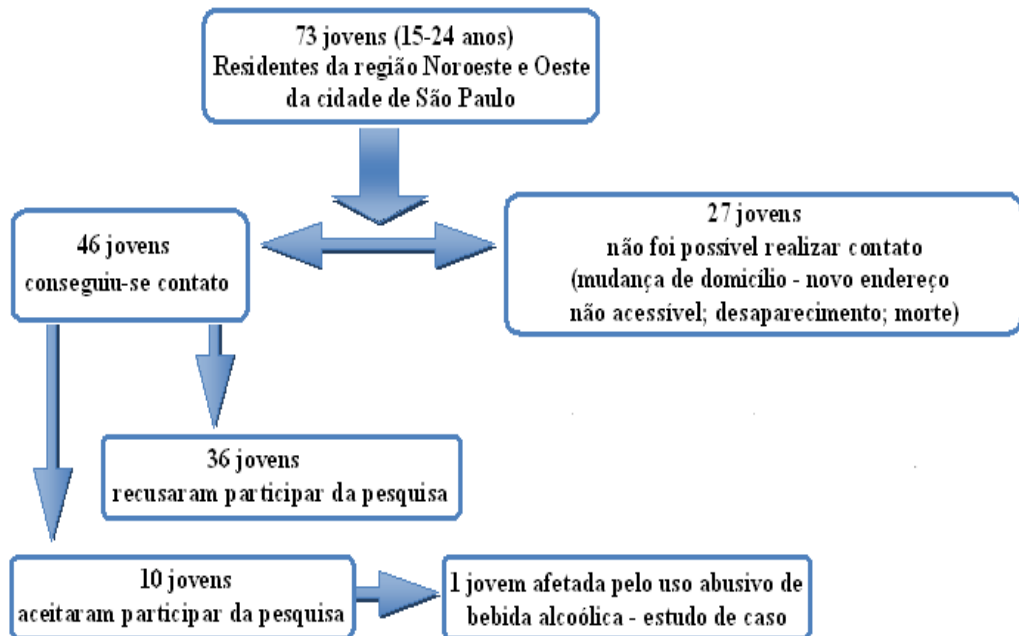 73 jovens (15-24 anos)
Residentes da região Noroeste e Oeste
da cidade de São Paulo
46 jovens
conseguiu-se contato
27 jovens
não foi possível realizar contato
(mudança de domicílio - novo endereço
não acessível; desaparecimento; morte)
36 jovens
recusaram participar da pesquisa
10 jovens
aceitaram participar da pesquisa
1 jovem afetada pelo uso abusivo de
bebida alcoólica - estudo de caso